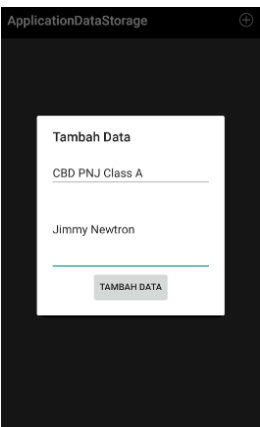 ApplicationDataStorage
Tambah Data
CBD PNJ Class A
Jimmy Newtron
TAMBAH DATA